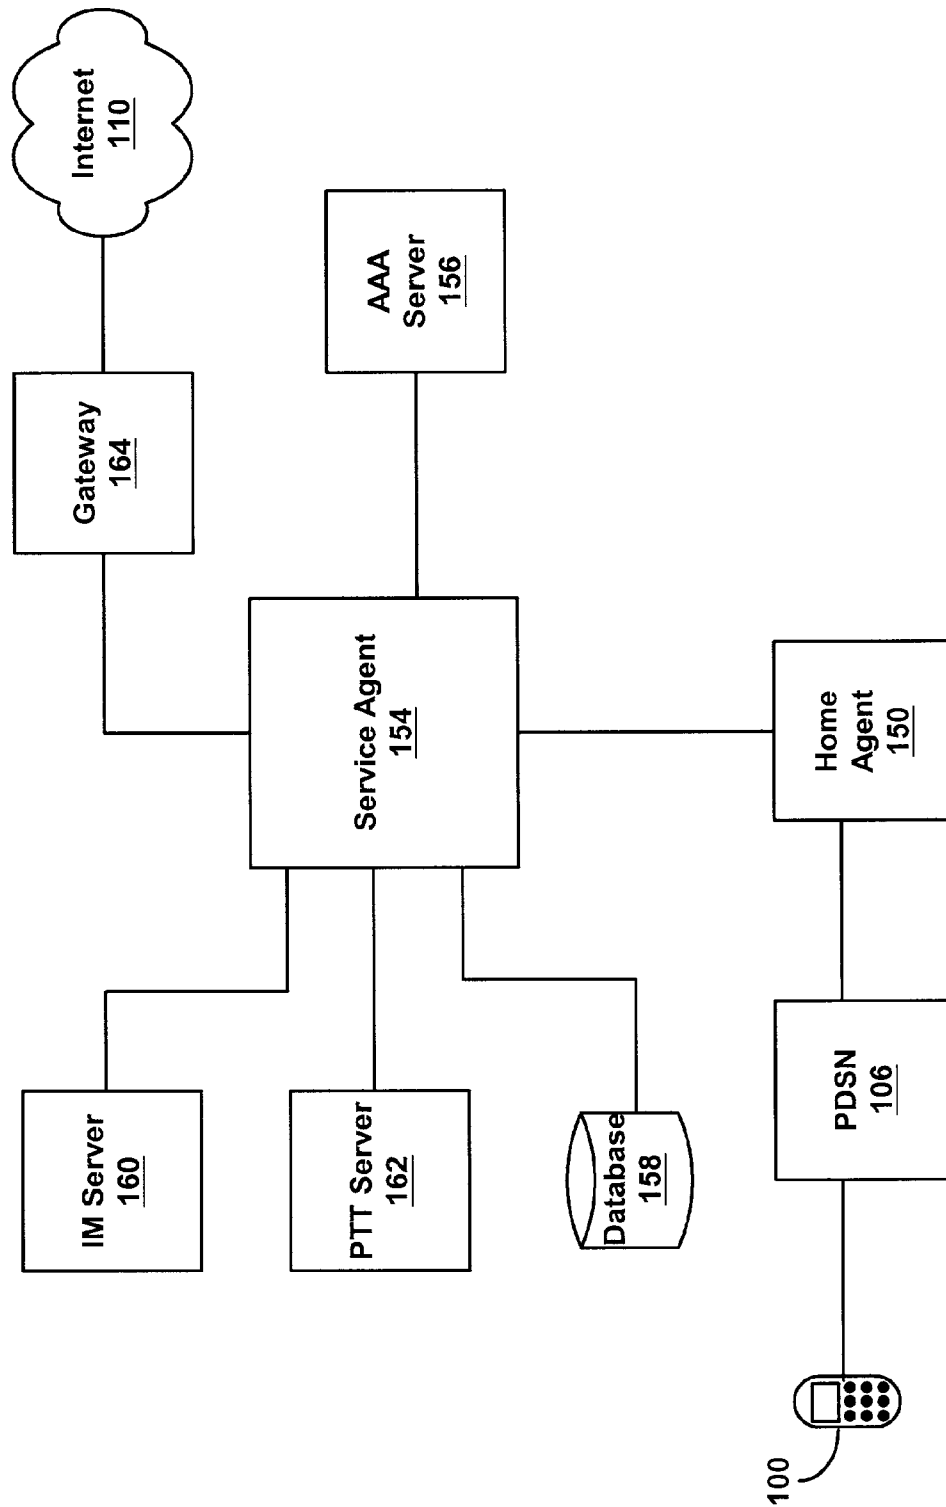 IM Server
160
Gateway
164
Internet
110
PTT Server
162
Service Agent
154
AAA
Server
156
Database
158
100
PDSN
106
Home
Agent
150